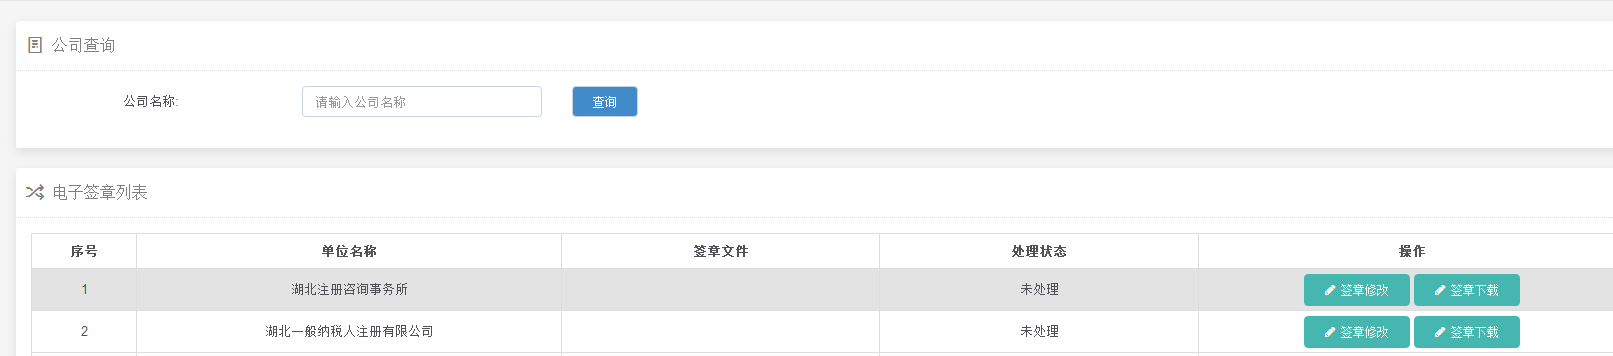 公司查询
公司名称: 请输入公司名称 查询
电子签章列表
序号 单位名称 签章文件 处理状态 操作
1 湖北注册咨询事务所 未处理 签章修改 签章下载
2 湖北一般纳税人注册有限公司 未处理 签章修改 签章下载